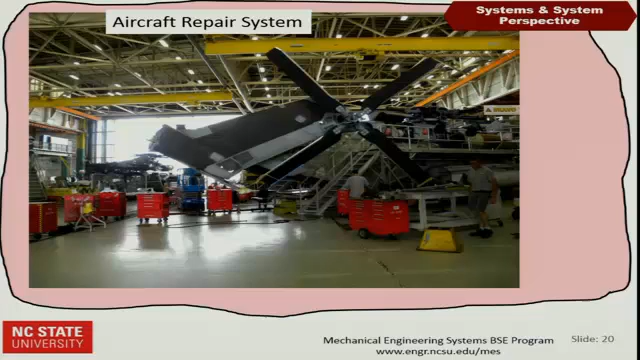 Systems & System
Perspective
Aircraft Repair System
NC STATE
UNIVERSITY
Mechanical Engineering Systems BSE Program
www.engr.ncsu.edu/mes
Slide: 20